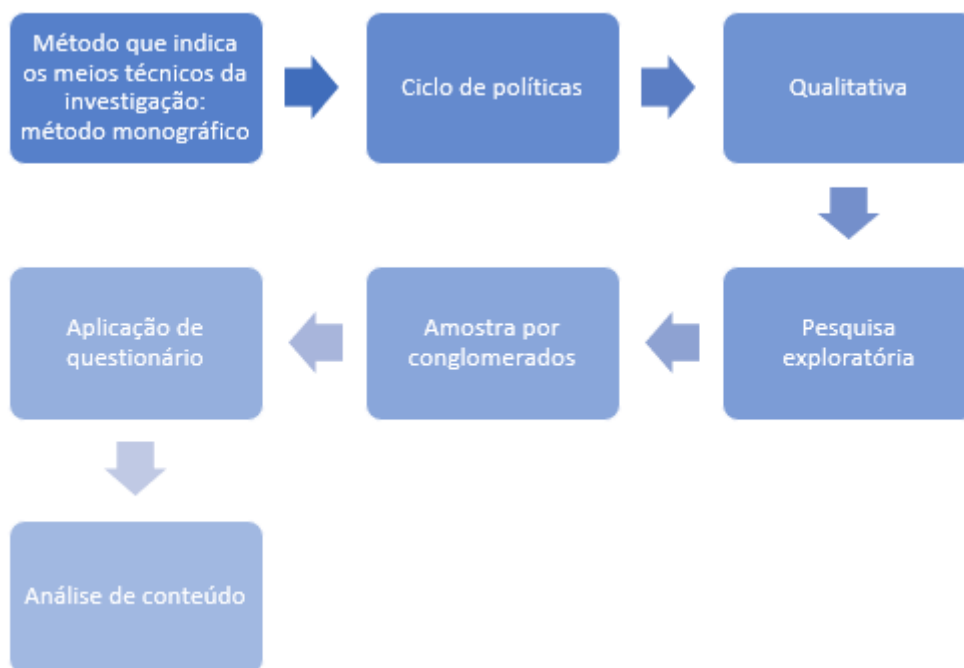 Método que indica
os meios técnicos da
investigação:
método monográfico
Ciclo de políticas
Qualitativa
Pesquisa
exploratória
Amostra por
conglomerados
Aplicação de
questionário
Análise de conteúdo